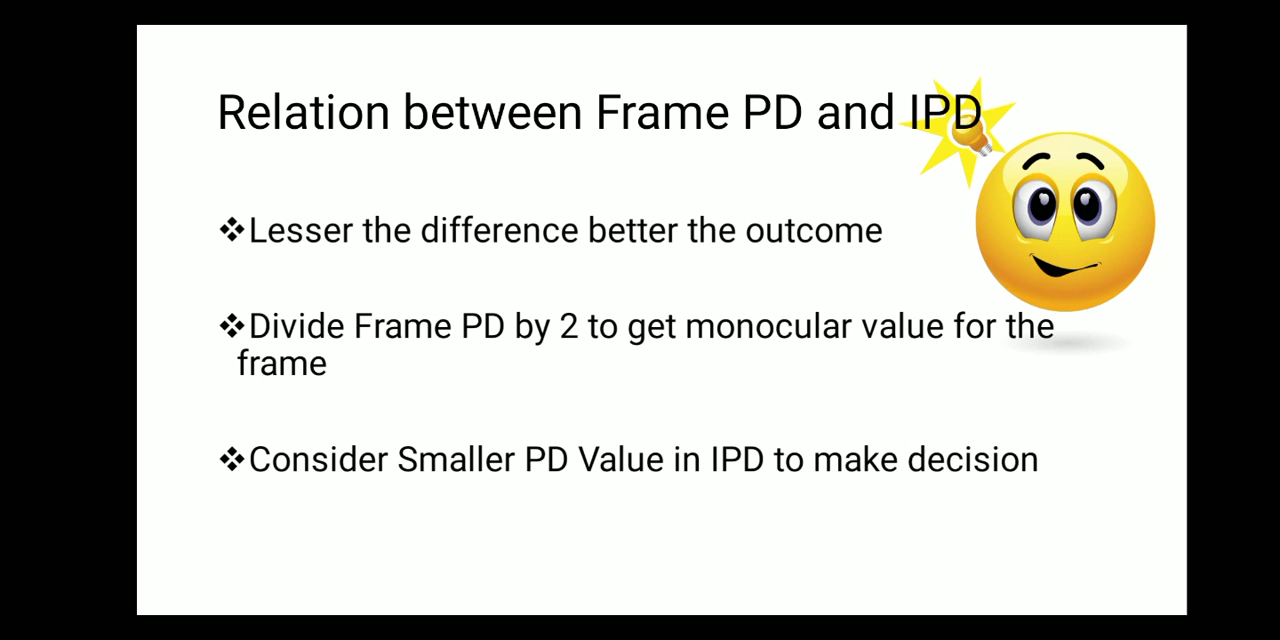 Relation between Frame PD and IPD
❖Lesser the difference better the outcome
❖Divide Frame PD by 2 to get monocular value for the
frame
❖Consider Smaller PD Value in IPD to make decision